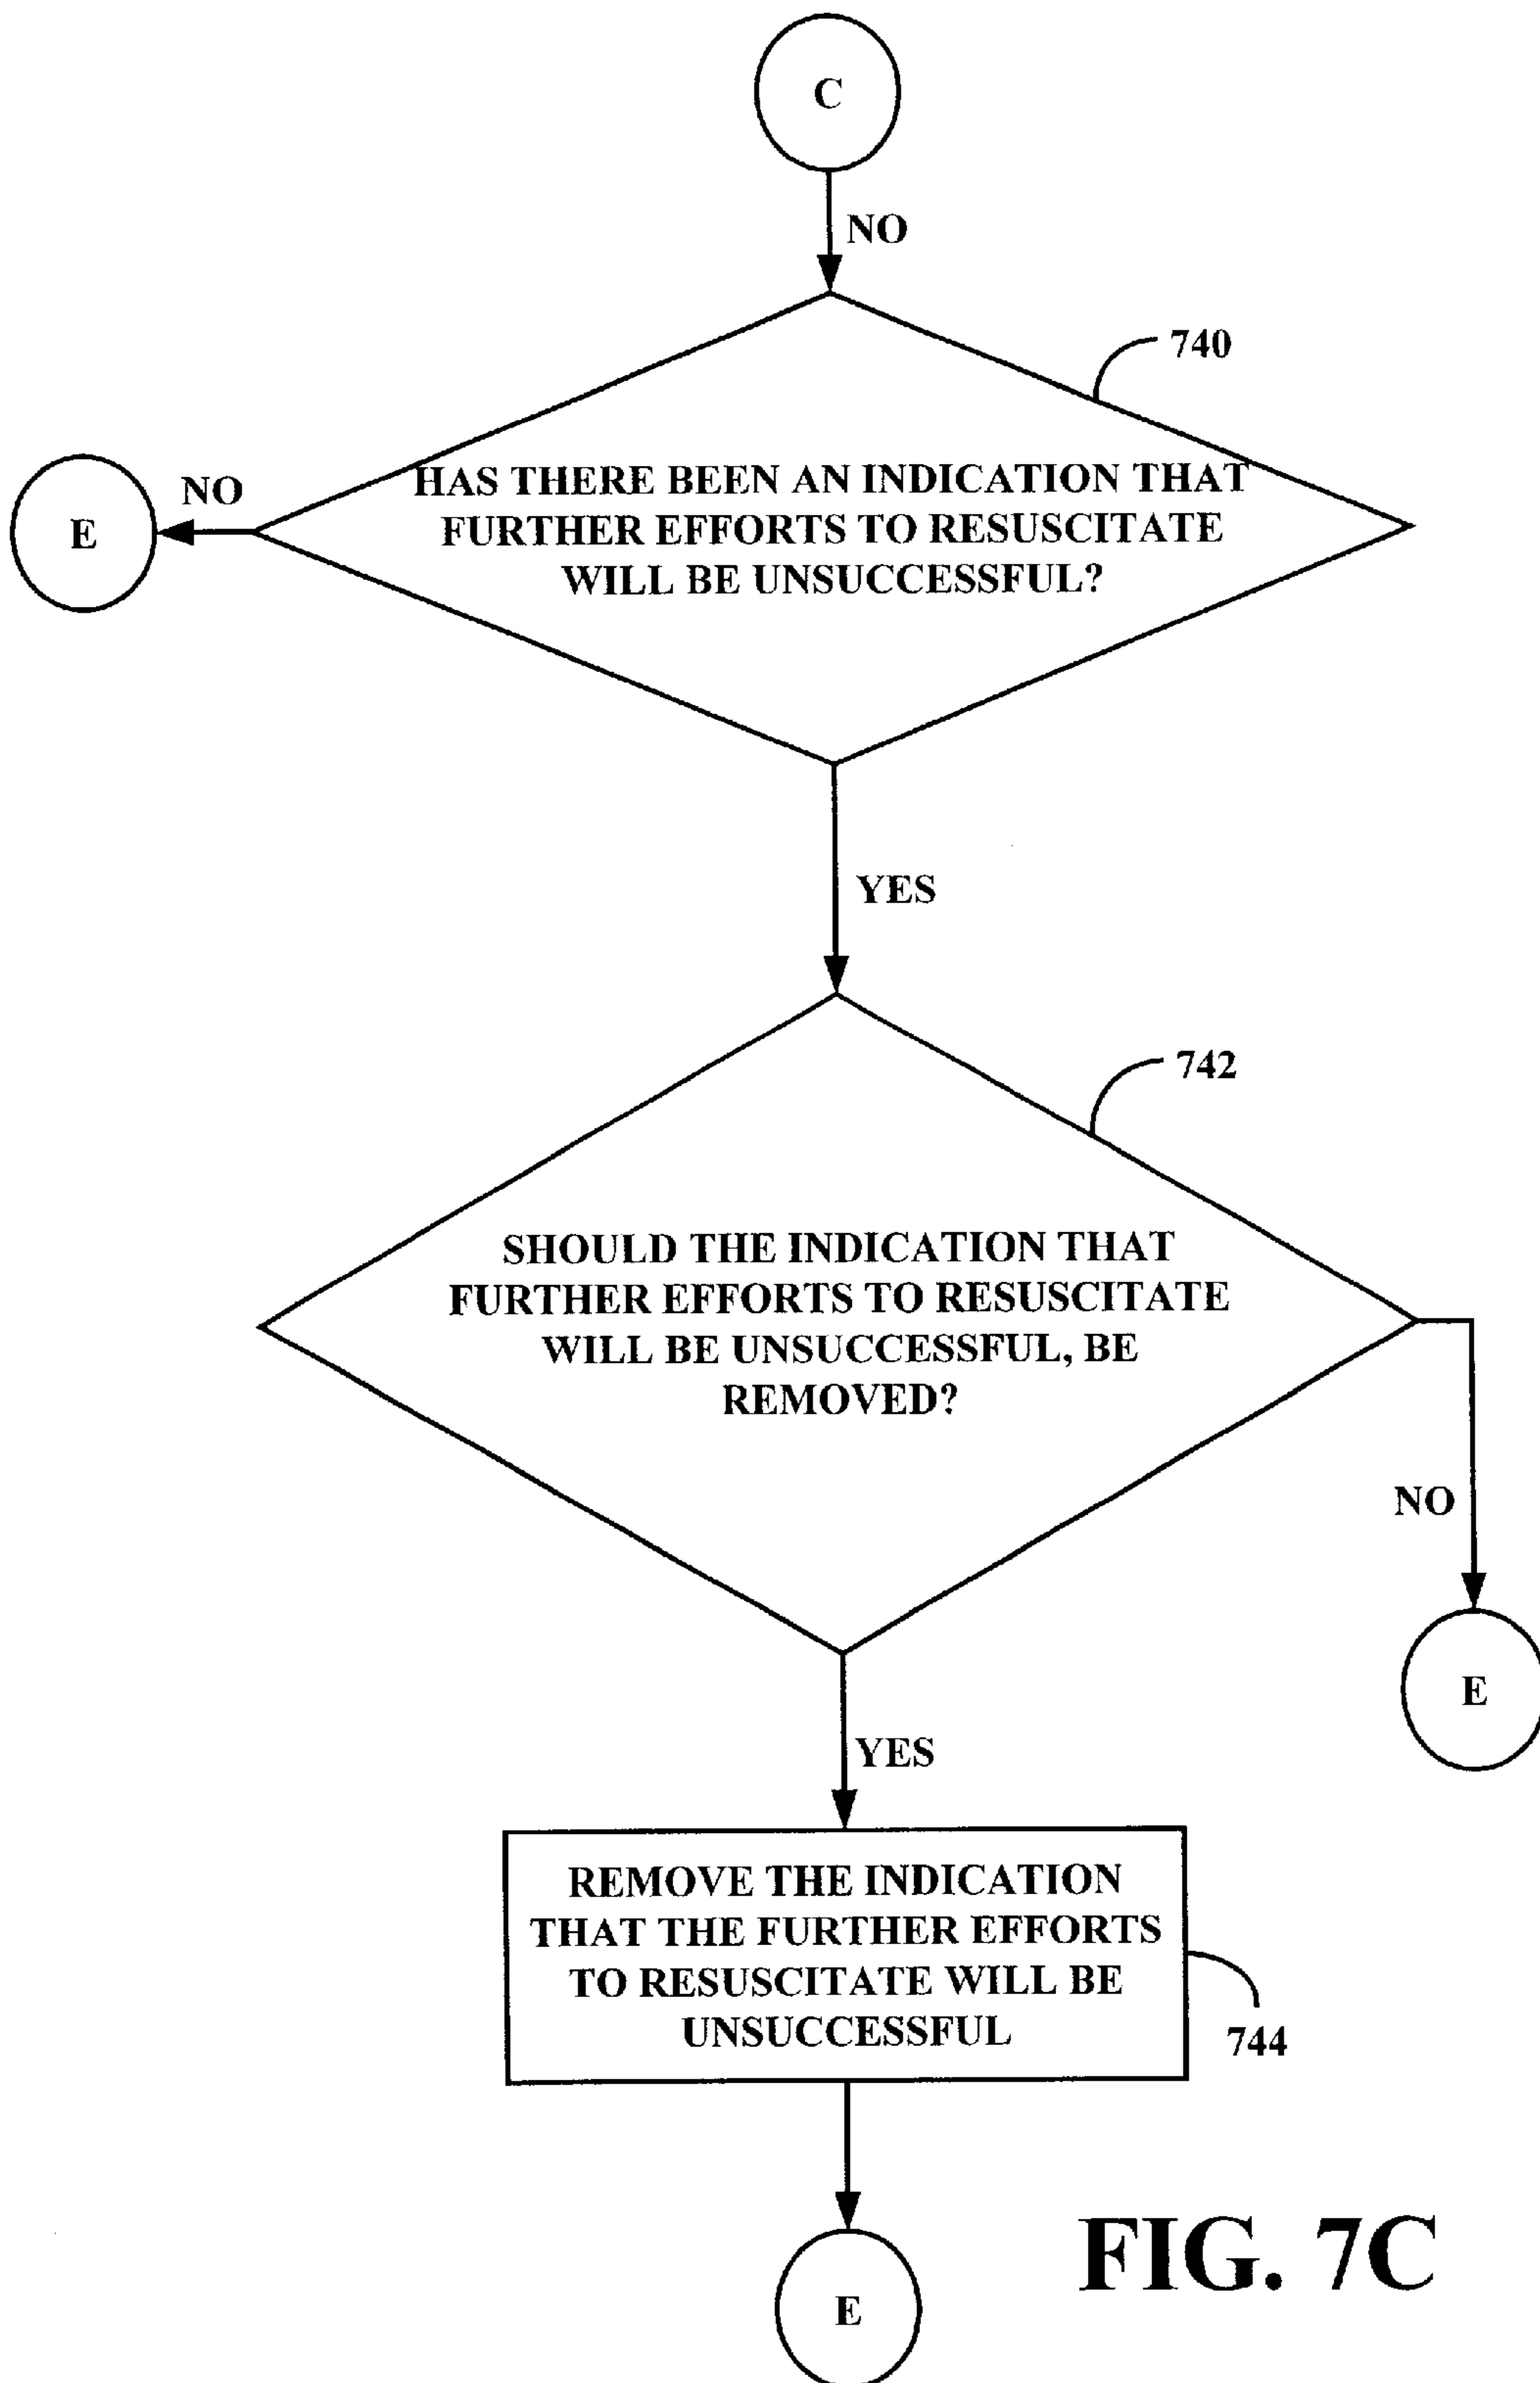 C
NO
740
HAS THERE BEEN AN INDICATION THAT
FURTHER EFFORTS TO RESUSCITATE
WILL BE UNSUCCESSFUL?
NO
E
YES
742
SHOULD THE INDICATION THAT
FURTHER EFFORTS TO RESUSCITATE
WILL BE UNSUCCESSFUL, BE
REMOVED?
NO
E
YES
REMOVE THE INDICATION
THAT THE FURTHER EFFORTS
TO RESUSCITATE WILL BE
UNSUCCESSFUL
744
E
FIG. 7C